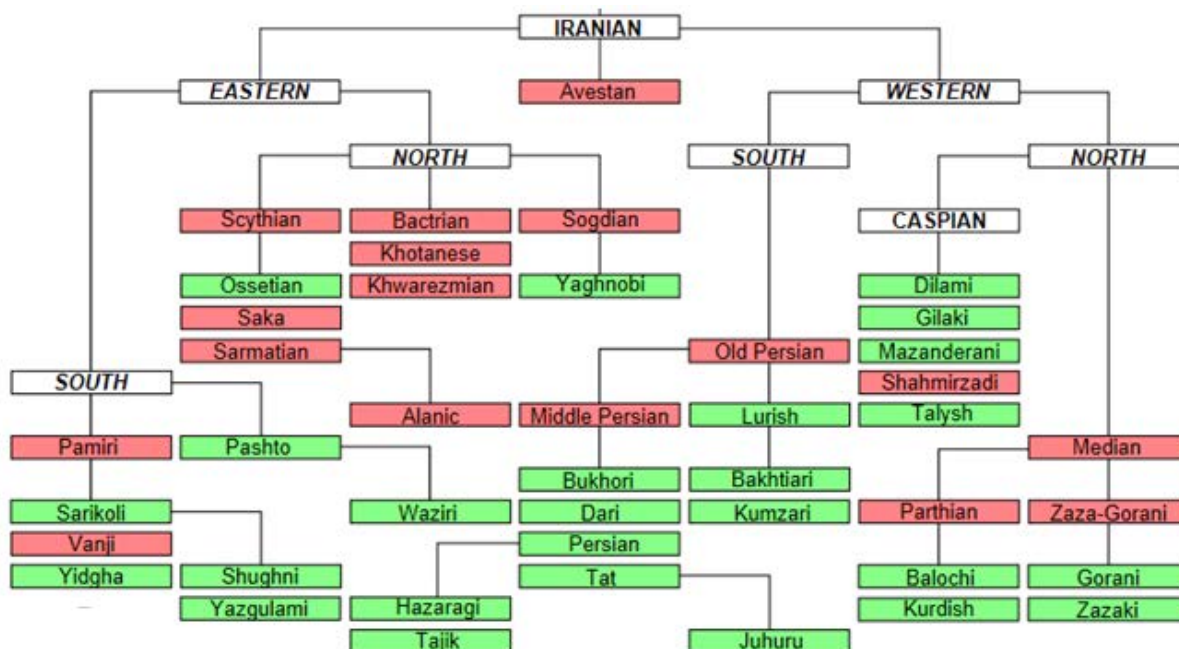 IRANIAN
EASTERN
Avestan
WESTERN
NORTH
SOUTH
NORTH
Scythian
Bactrian
Sogdian
CASPIAN
Khotanese
Ossetian
Khwarezmian
Yaghnobi
Dilami
Saka
Gilaki
Sarmatian
Old Persian
Mazanderani
SOUTH
Shahmirzadi
Alanic
Middle Persian
Lurish
Talysh
Pamiri
Pashto
Median
Bukhori
Bakhtiari
Sarikoli
Waziri
Dari
Kumzari
Parthian
Zaza-Gorani
Vanji
Persian
Yidgha
Shughni
Tat
Balochi
Gorani
Yazgulami
Hazaragi
Kurdish
Zazaki
Tajik
Juhuru